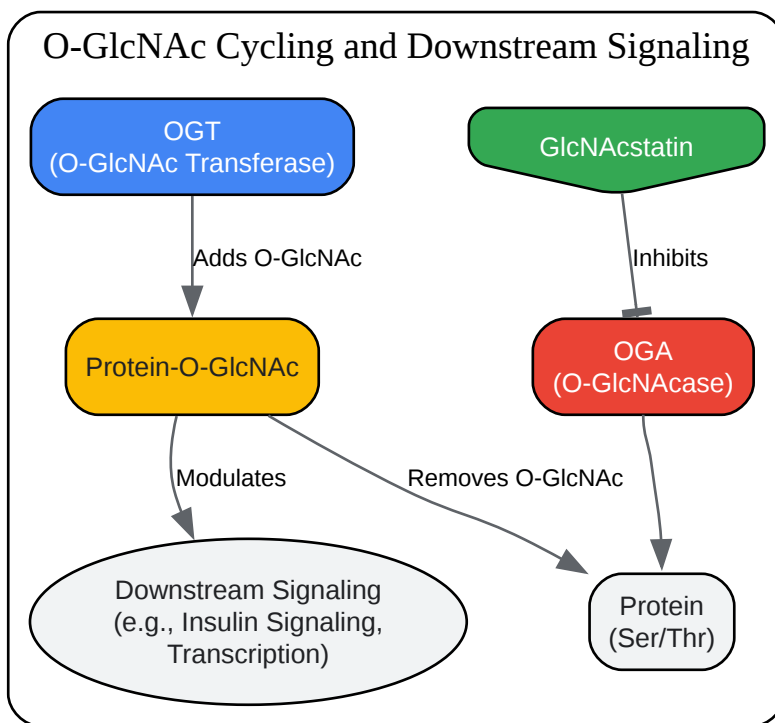 O-GlcNAc Cycling and Downstream Signaling
OGT
(O-GlcNAc Transferase)
GlcNAcstatin
Adds O-GlcNAc
Inhibits
Protein-O-GlcNAc
OGA
(O-GlcNAcase)
Modulates
Removes O-GlcNAc
Downstream Signaling
(e.g., Insulin Signaling,
Transcription)
Protein
(Ser/Thr)